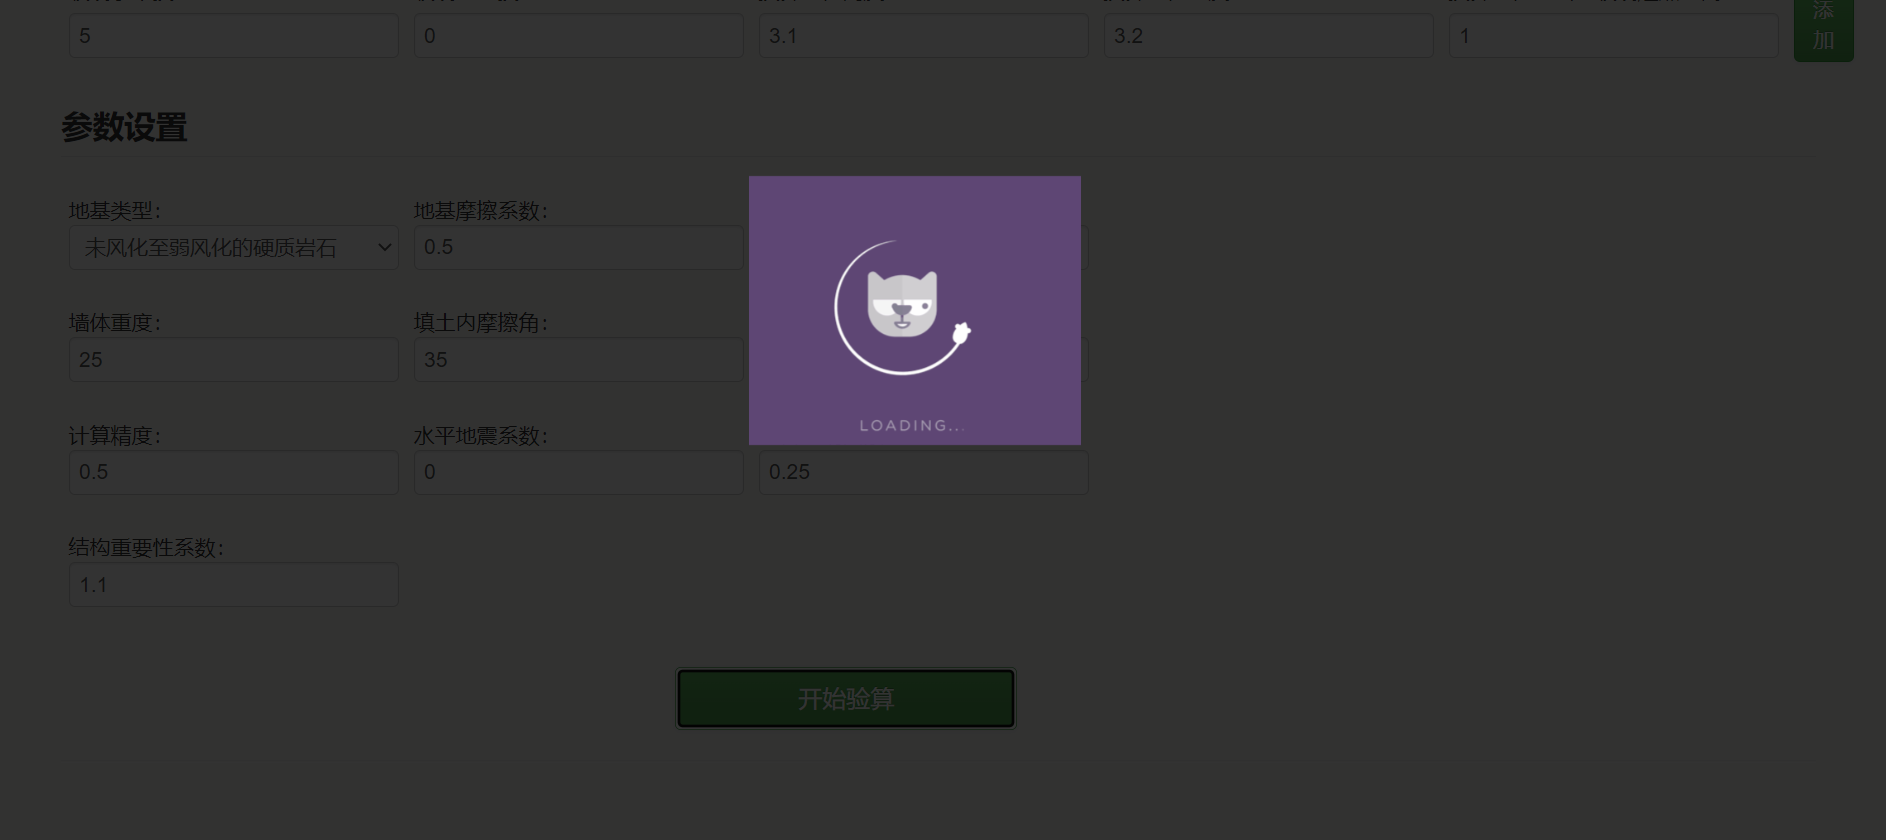 5
0
3.1
3.2
1
添
加
参数设置
地基类型:
地基摩擦系数:
未风化至弱风化的硬质岩石
0.5
墙体重度:
填土内摩擦角:
25
35
LOADING...
计算精度:
水平地震系数:
0.5
0
0.25
结构重要性系数:
1.1
开始验算